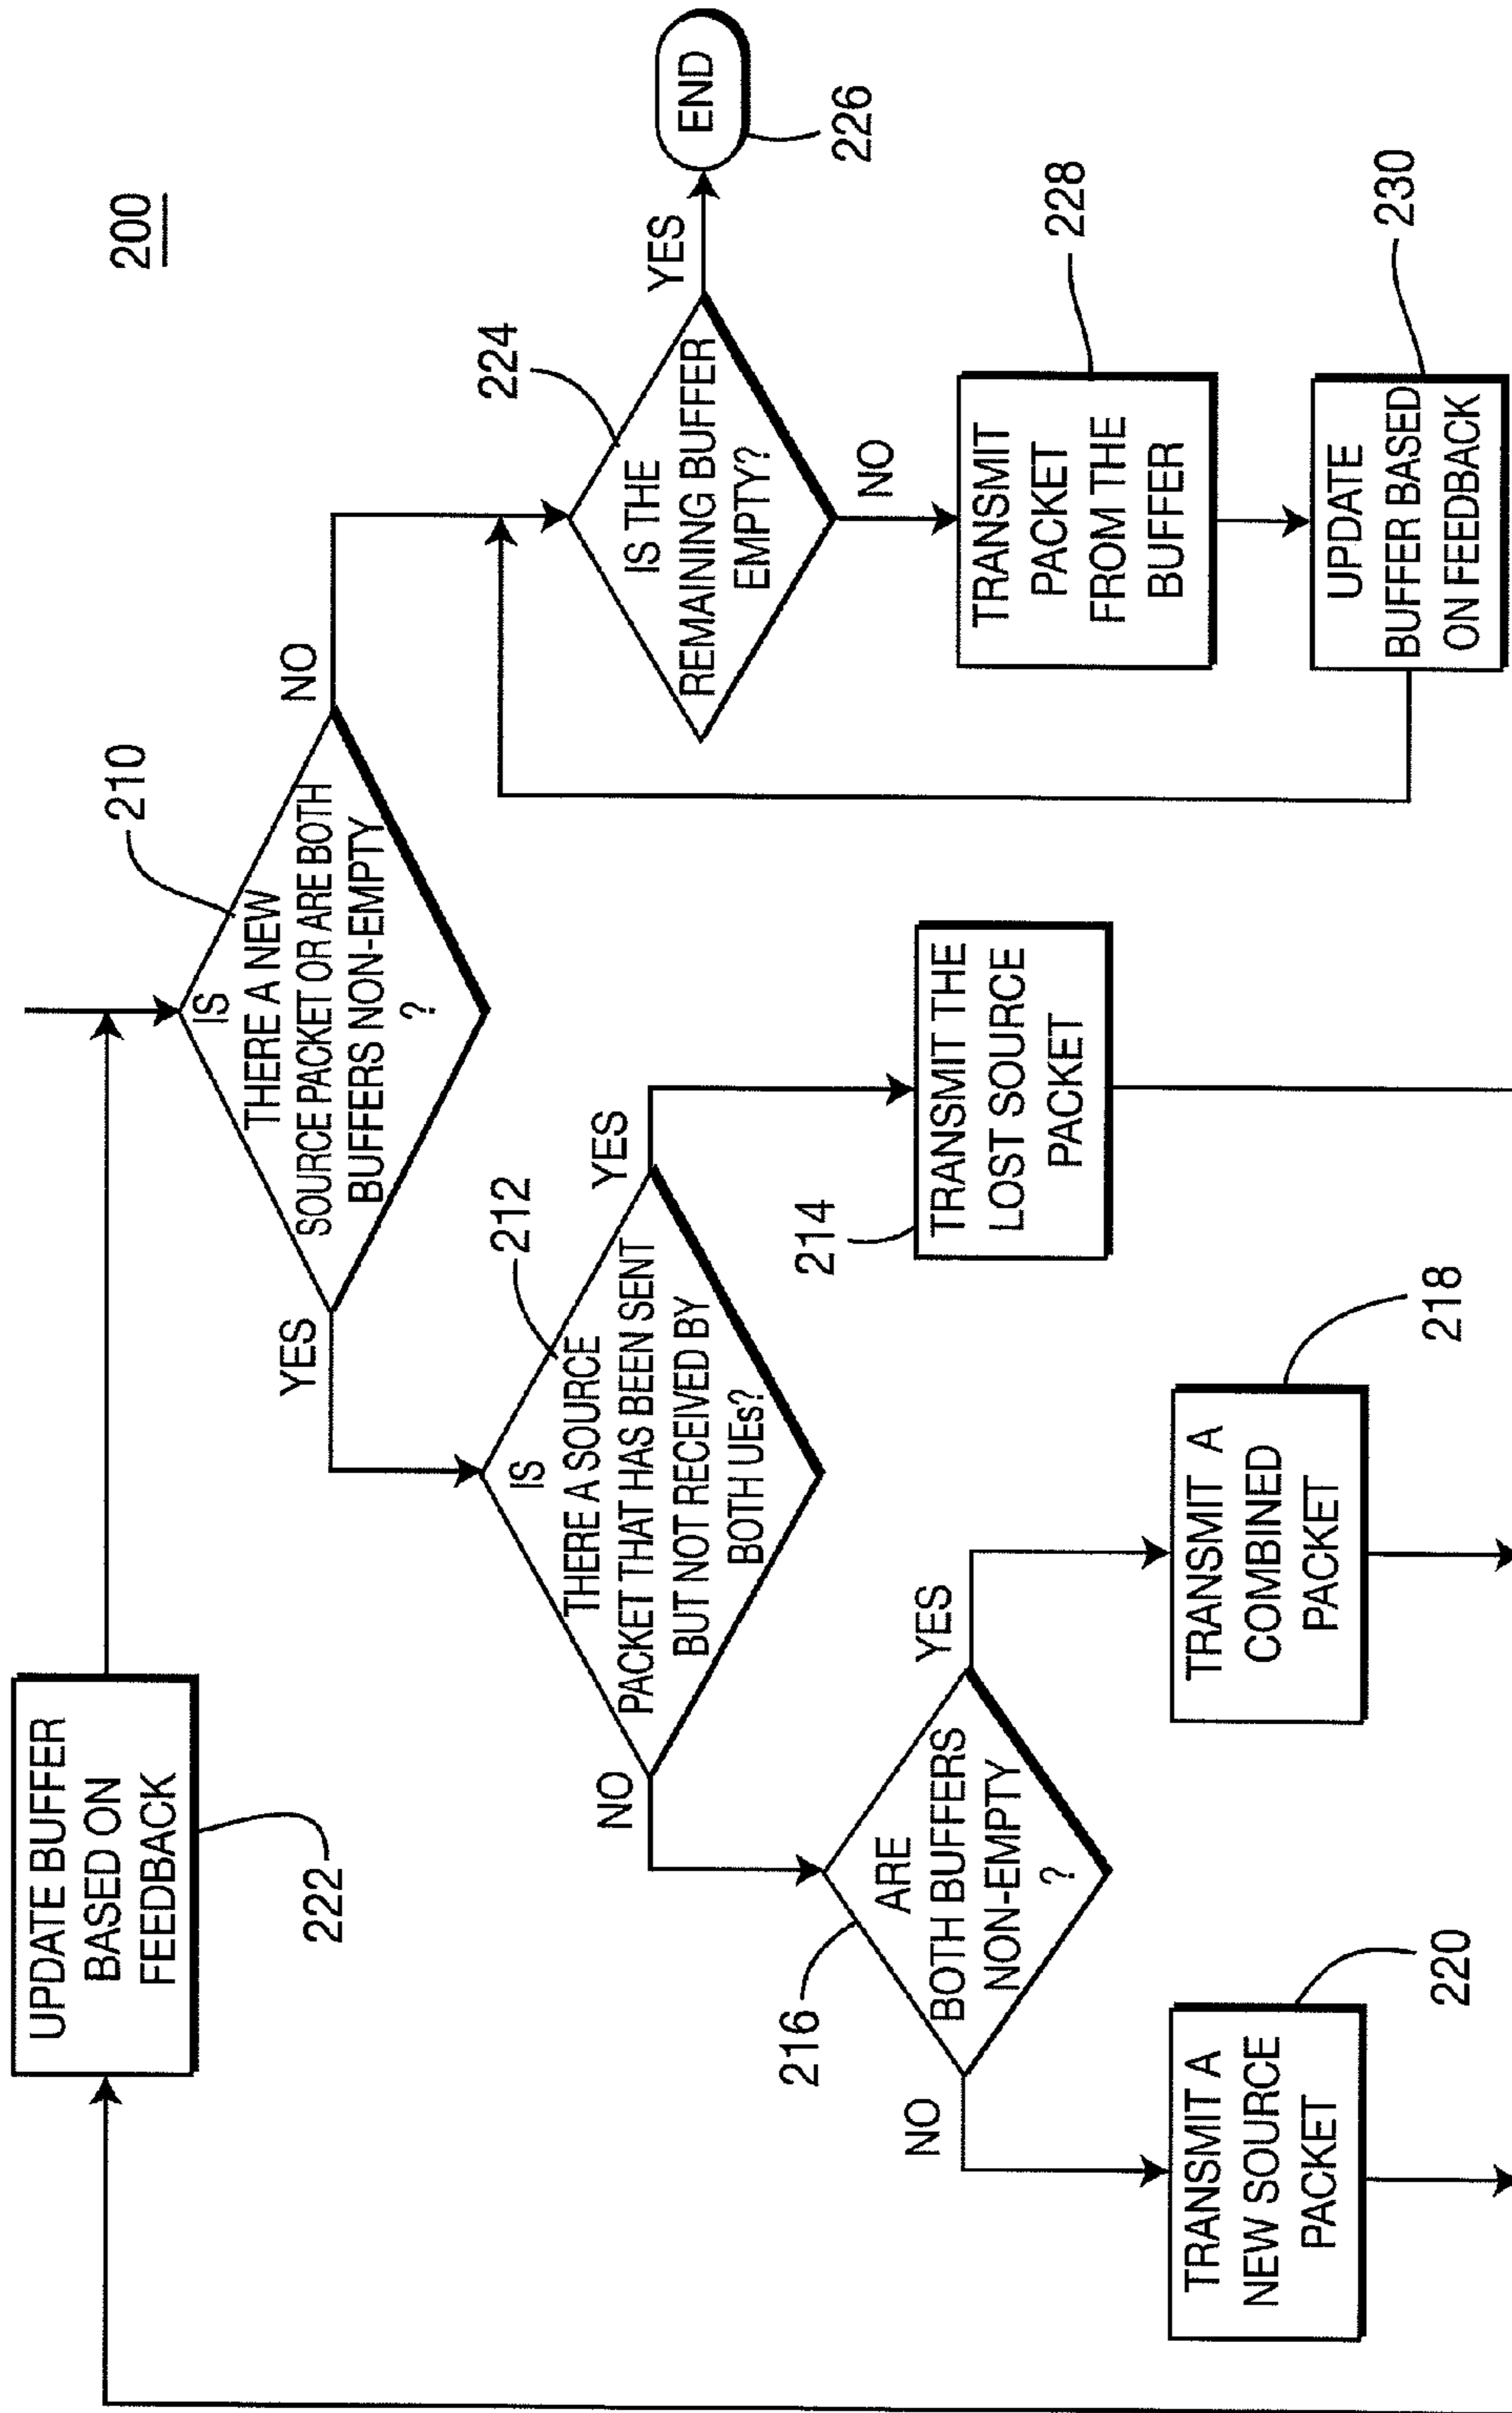 200
UPDATE BUFFER
BASED ON
FEEDBACK
222
IS
THERE A NEW
SOURCE PACKET OR ARE BOTH
BUFFERS NON-EMPTY
?
210
YES
NO
IS
THERE A SOURCE
PACKET THAT HAS BEEN SENT
BUT NOT RECEIVED BY
BOTH UEs?
212
NO
YES
IS THE
REMAINING BUFFER
EMPTY?
224
YES
END
226
NO
ARE
BOTH BUFFERS
NON-EMPTY
?
216
NO
YES
TRANSMIT THE
LOST SOURCE
PACKET
214
TRANSMIT
PACKET
FROM THE
BUFFER
228
TRANSMIT A
NEW SOURCE
PACKET
220
TRANSMIT A
COMBINED
PACKET
218
UPDATE
BUFFER BASED
ON FEEDBACK
230